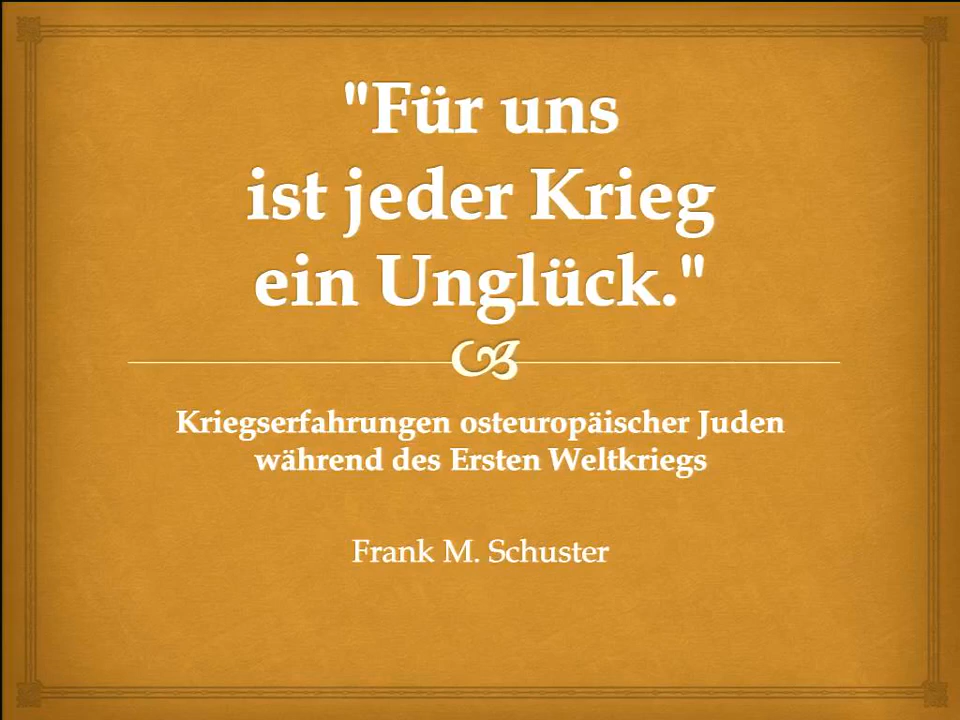 "Für uns
ist jeder Krieg
ein Unglück."
Kriegserfahrungen osteuropäischer Juden
während des Ersten Weltkriegs
Frank M. Schuster